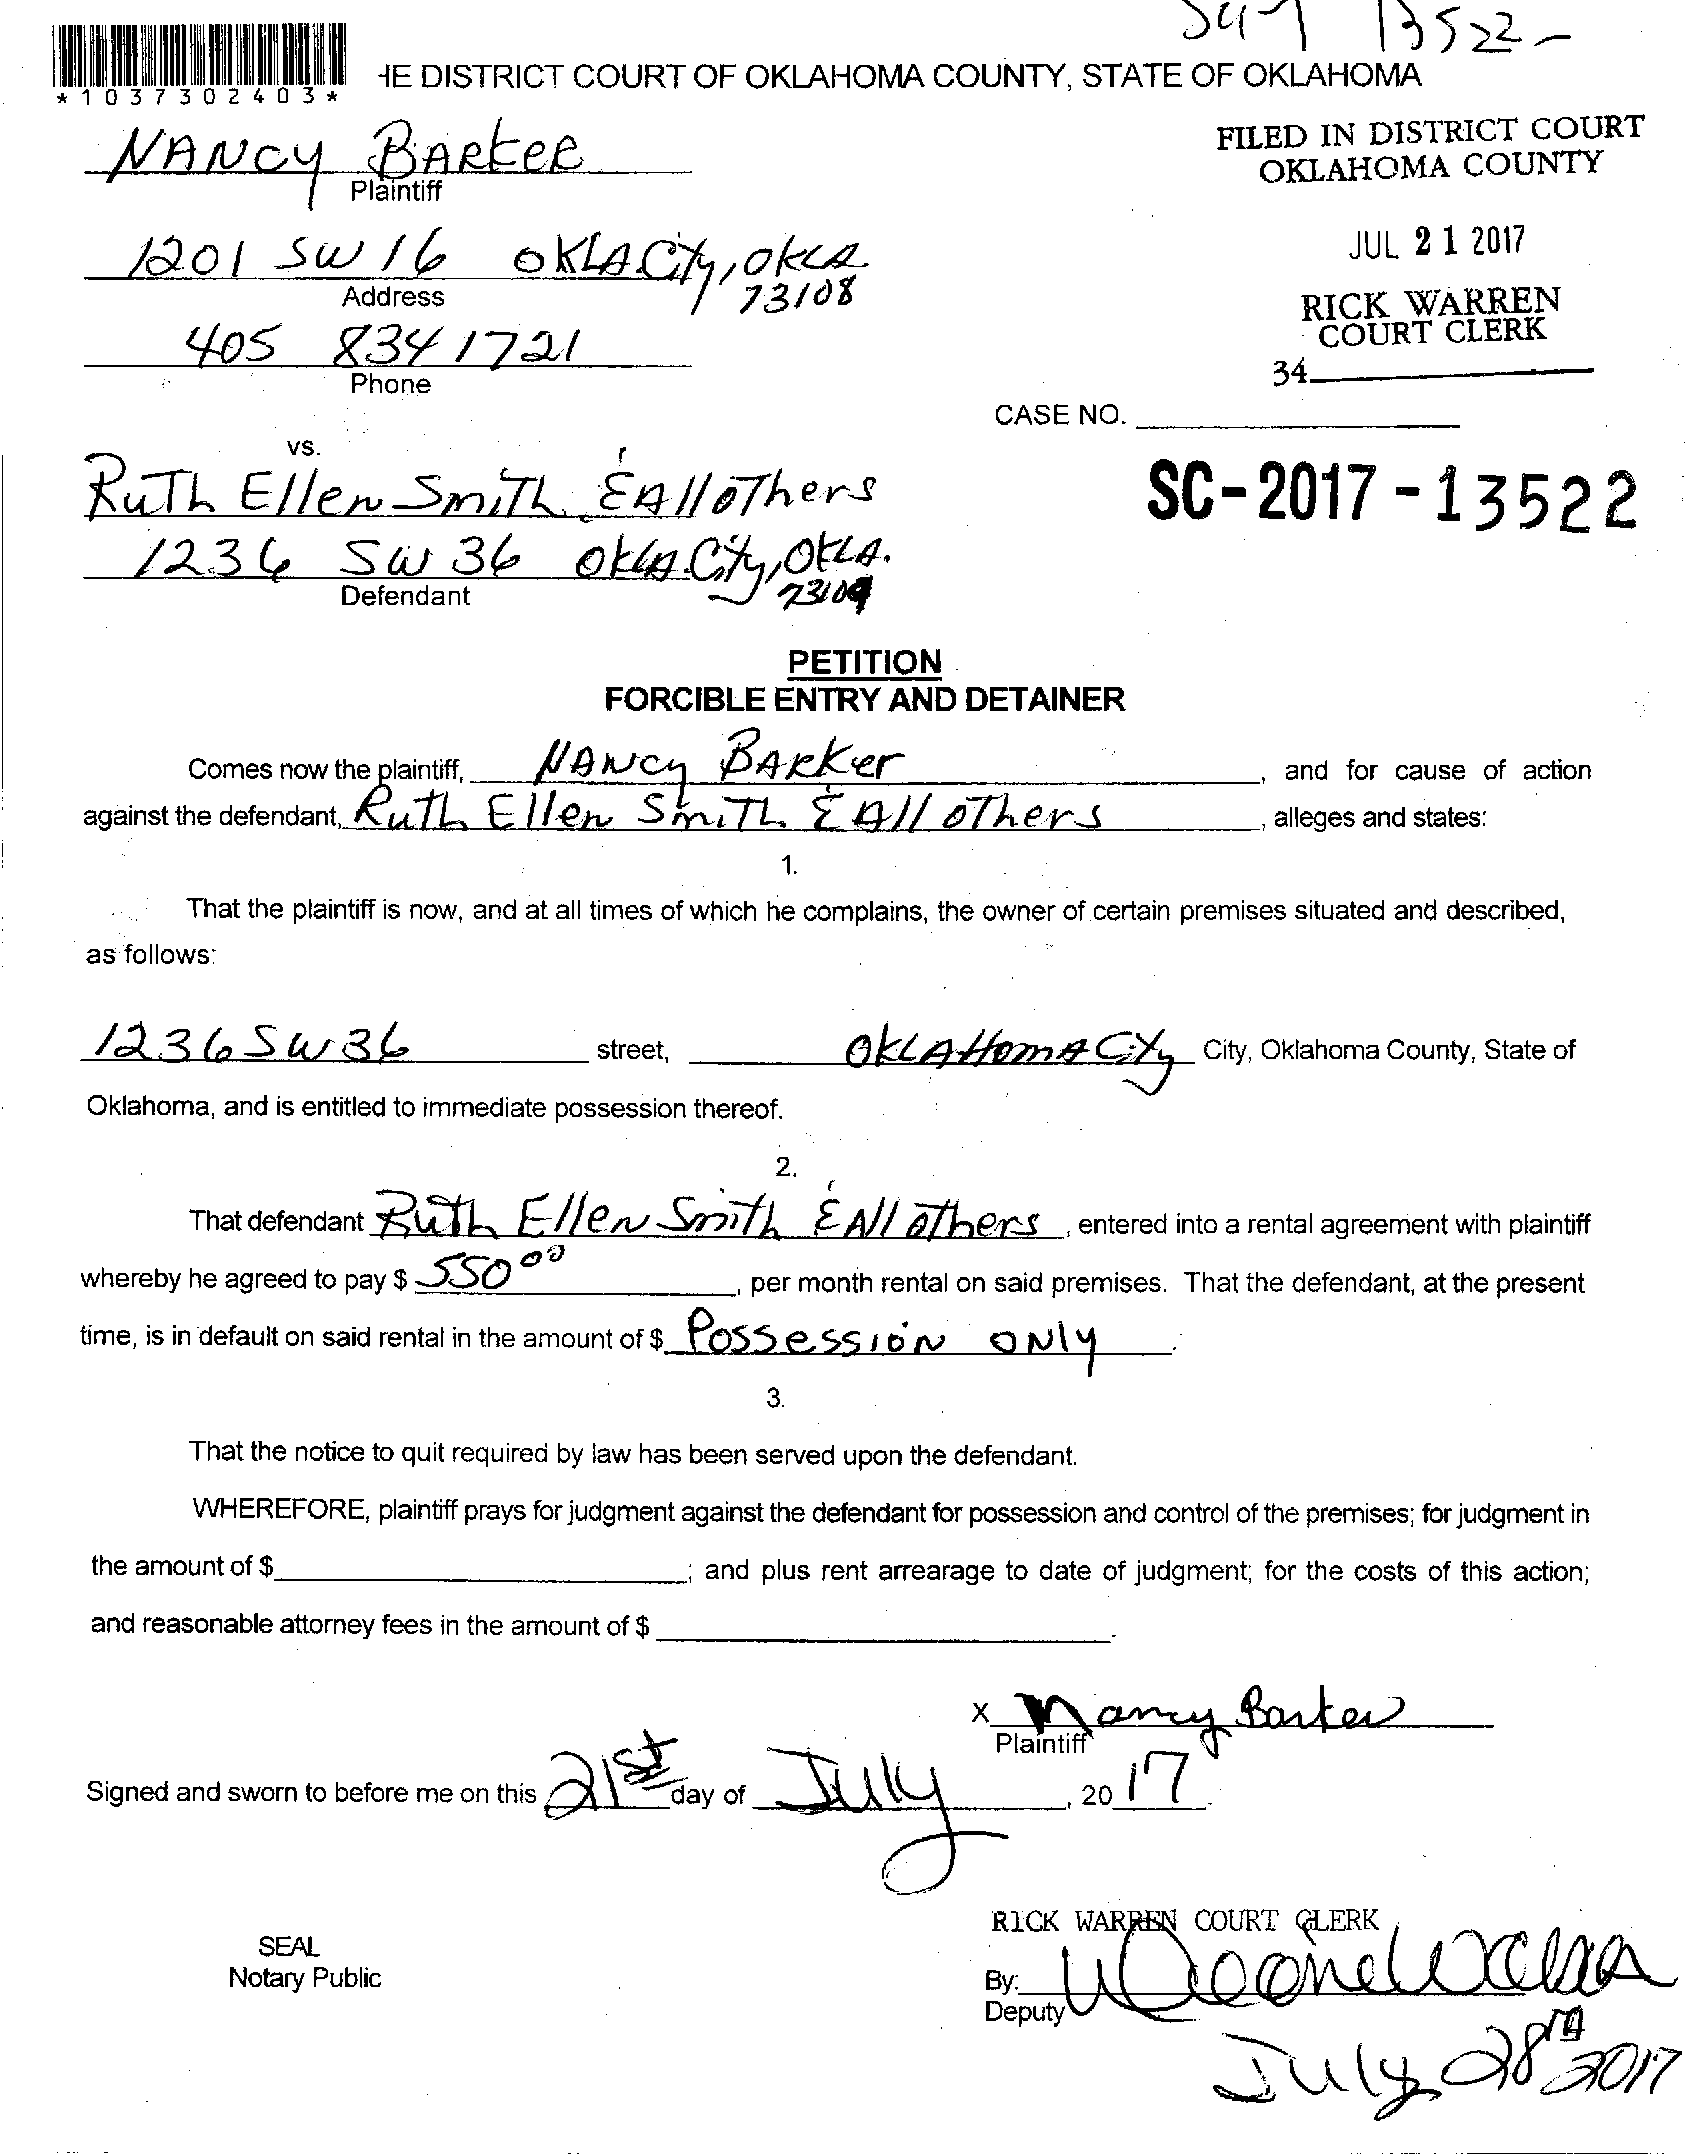 13522-
*1037302403*
HE DISTRICT COURT OF OKLAHOMA COUNTY, STATE OF OKLAHOMA
NANCY BARKER
Plaintiff
FILED IN DISTRICT COURT
OKLAHOMA COUNTY
JUL 21 2017
RICK WARREN
COURT CLERK
34
1201 SW 16 OKLA City, OKLA
Address
73108
405 834 1721
Phone
CASE NO.
SC-2017-13522
vs.
RuTh Ellen SmiTh & All oThers
1236 SW 36 Okla City, OKLA.
Defendant
73109
PETITION
FORCIBLE ENTRY AND DETAINER
Comes now the plaintiff, NANcy BARKer, and for cause of action
against the defendant, RuTh Ellen SmiTh & All oThers, alleges and states:
1.
That the plaintiff is now, and at all times of which he complains, the owner of certain premises situated and described,
as follows:
1236 SW 36 street, OKLAHomA City City, Oklahoma County, State of
Oklahoma, and is entitled to immediate possession thereof.
2.
That defendant Ruth Ellen Smith & All others, entered into a rental agreement with plaintiff
whereby he agreed to pay $ 550 00, per month rental on said premises. That the defendant, at the present
time, is in default on said rental in the amount of $ Possession ONly.
3.
That the notice to quit required by law has been served upon the defendant.
WHEREFORE, plaintiff prays for judgment against the defendant for possession and control of the premises; for judgment in
the amount of $; and plus rent arrearage to date of judgment; for the costs of this action;
and reasonable attorney fees in the amount of $.
X Nancy Barker
Plaintiff
Signed and sworn to before me on this 21st day of July, 2017.
RICK WARREN COURT CLERK
SEAL
Notary Public
By:
Deputy
July 28th 2017